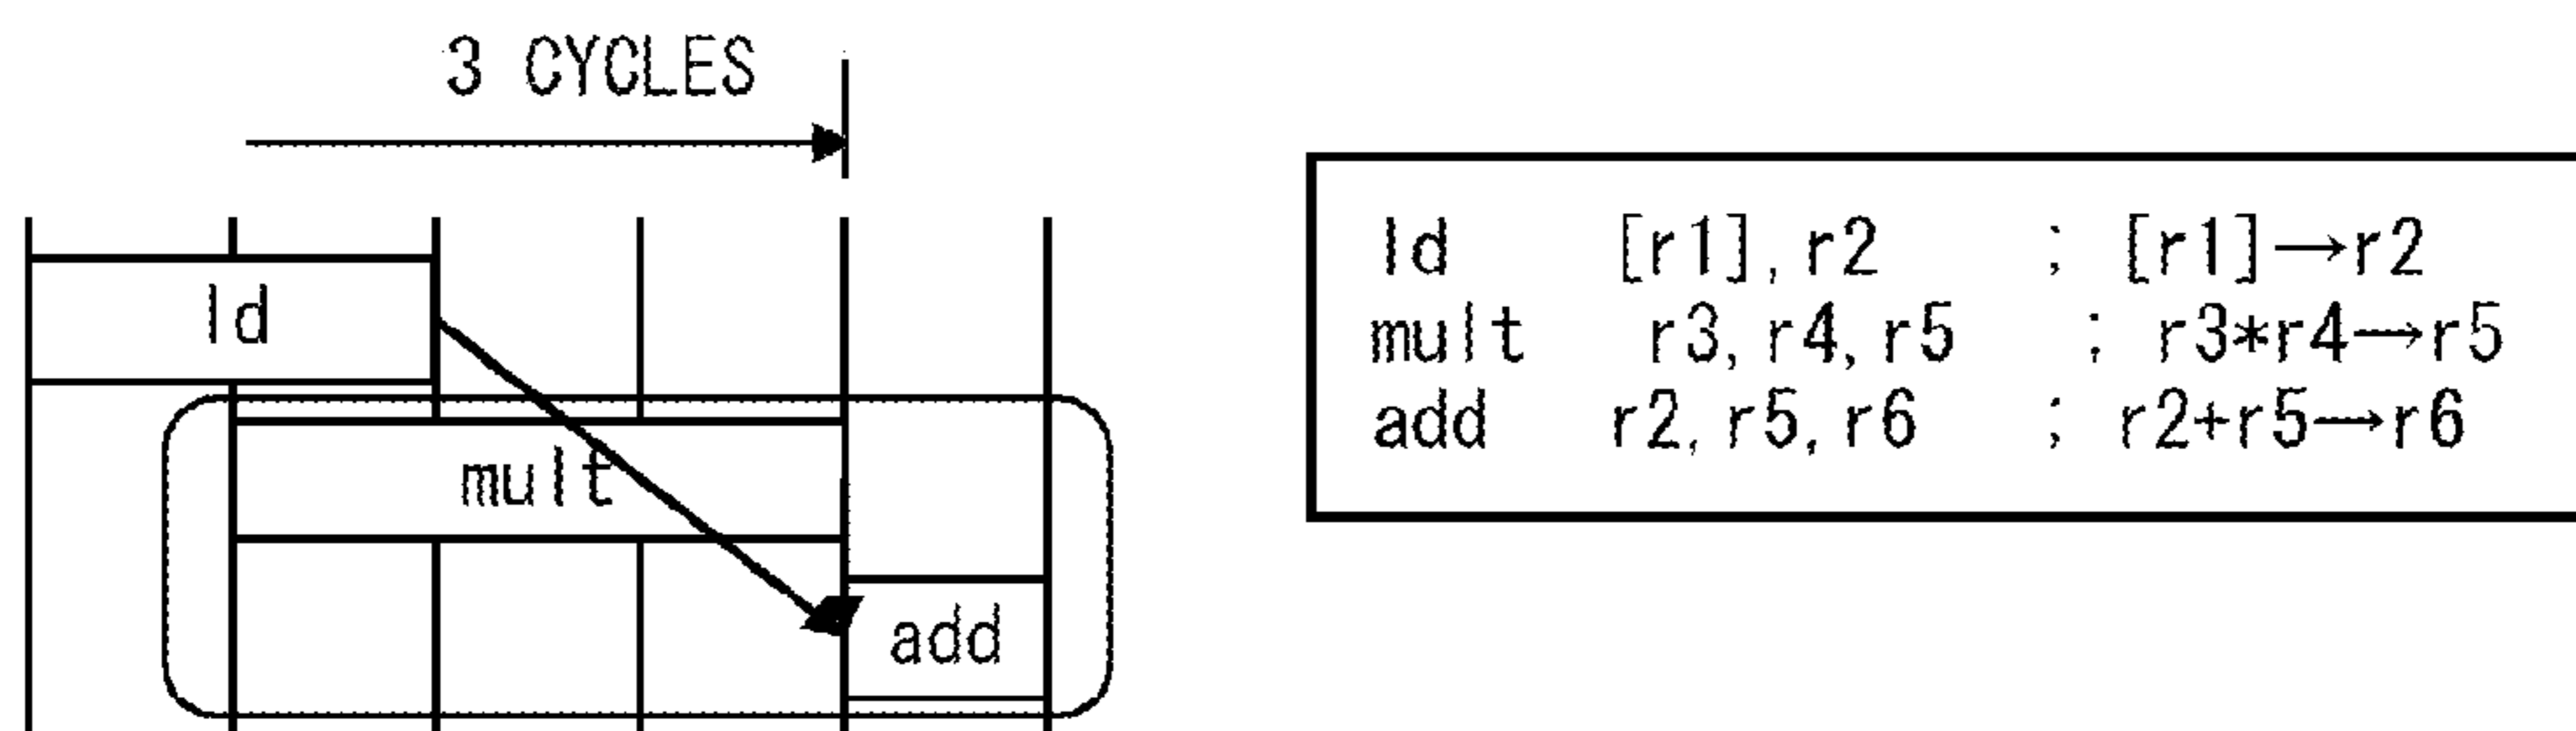 3 CYCLES
ld
mult
add
ld [r1], r2 ; [r1]→r2
mult r3, r4, r5 ; r3*r4→r5
add r2, r5, r6 ; r2+r5→r6